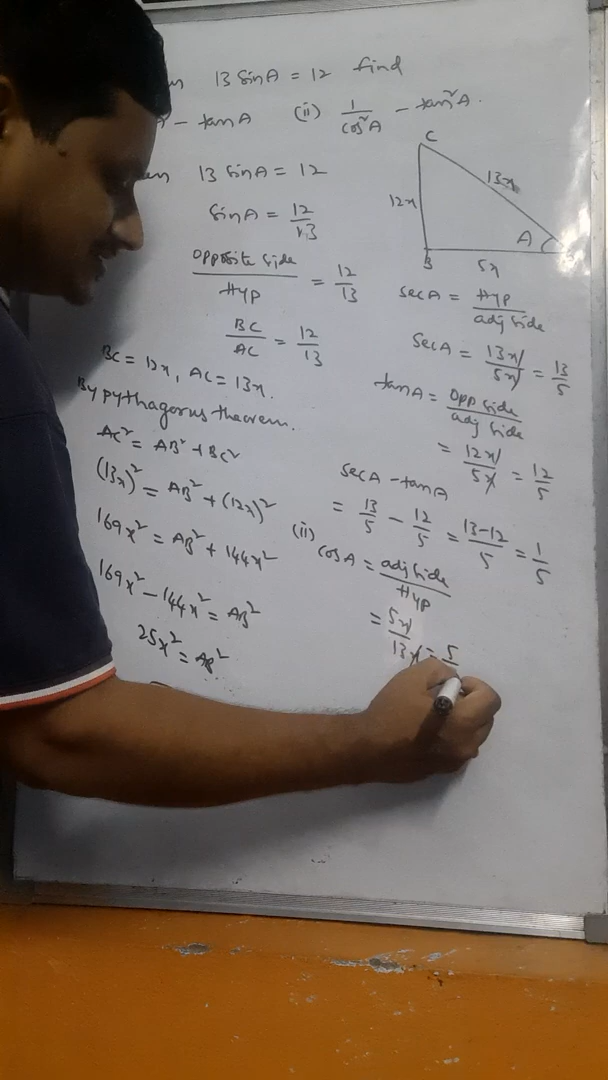 13 sinA = 12 find
- tanA (ii) 1/cos²A - tan²A.
13 sinA = 12
sinA = 12/13
Opposite side/Hyp = 12/13
BC/AC = 12/13
BC = 12x, AC = 13x.
By pythagorus theorem.
AC² = AB² + BC²
(13x)² = AB² + (12x)²
169x² = AB² + 144x²
169x² - 144x² = AB²
25x² = AB²
C
13x
12x
A
B
5x
secA = Hyp/adj side
secA = 13x/5x = 13/5
tanA = opp side/adj side
= 12x/5x = 12/5
secA - tanA
= 13/5 - 12/5 = 13-12/5 = 1/5
(ii)
cosA = adj side/Hyp
= 5x/13x = 5